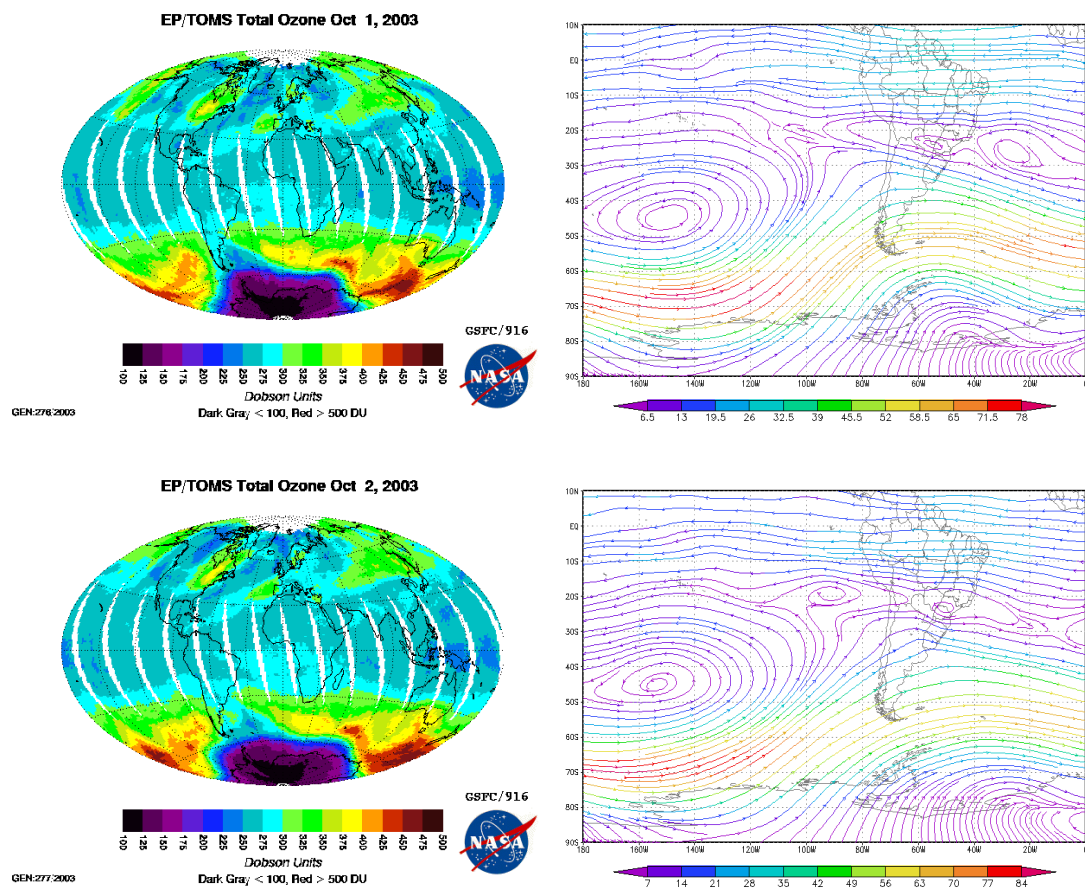 EP/TOMS Total Ozone Oct 1, 2003
GSFC/916
NASA
100 125 150 175 200 225 250 275 300 325 350 375 400 425 450 475 500
Dobson Units
GEN:276/2003
Dark Gray < 100, Red > 500 DU
10N
EQ
10S
20S
30S
40S
50S
60S
70S
80S
90S
180 160W 140W 120W 100W 80W 60W 40W 20W 0
6.5 13 19.5 26 32.5 39 45.5 52 58.5 65 71.5 78
EP/TOMS Total Ozone Oct 2, 2003
GSFC/916
NASA
100 125 150 175 200 225 250 275 300 325 350 375 400 425 450 475 500
Dobson Units
GEN:277/2003
Dark Gray < 100, Red > 500 DU
10N
EQ
10S
20S
30S
40S
50S
60S
70S
80S
90S
180 160W 140W 120W 100W 80W 60W 40W 20W 0
7 14 21 28 35 42 49 56 63 70 77 84